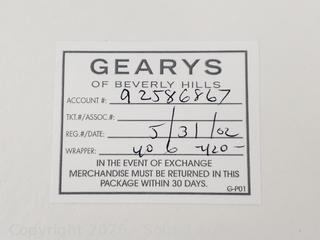 GEARYS
OF BEVERLY HILLS
ACCOUNT #: 92586867
TKT.#/ASSOC.#:
REG.#/DATE: 5/31/02
WRAPPER: 40 6 420-
IN THE EVENT OF EXCHANGE
MERCHANDISE MUST BE RETURNED IN THIS
PACKAGE WITHIN 30 DAYS.
G-P01